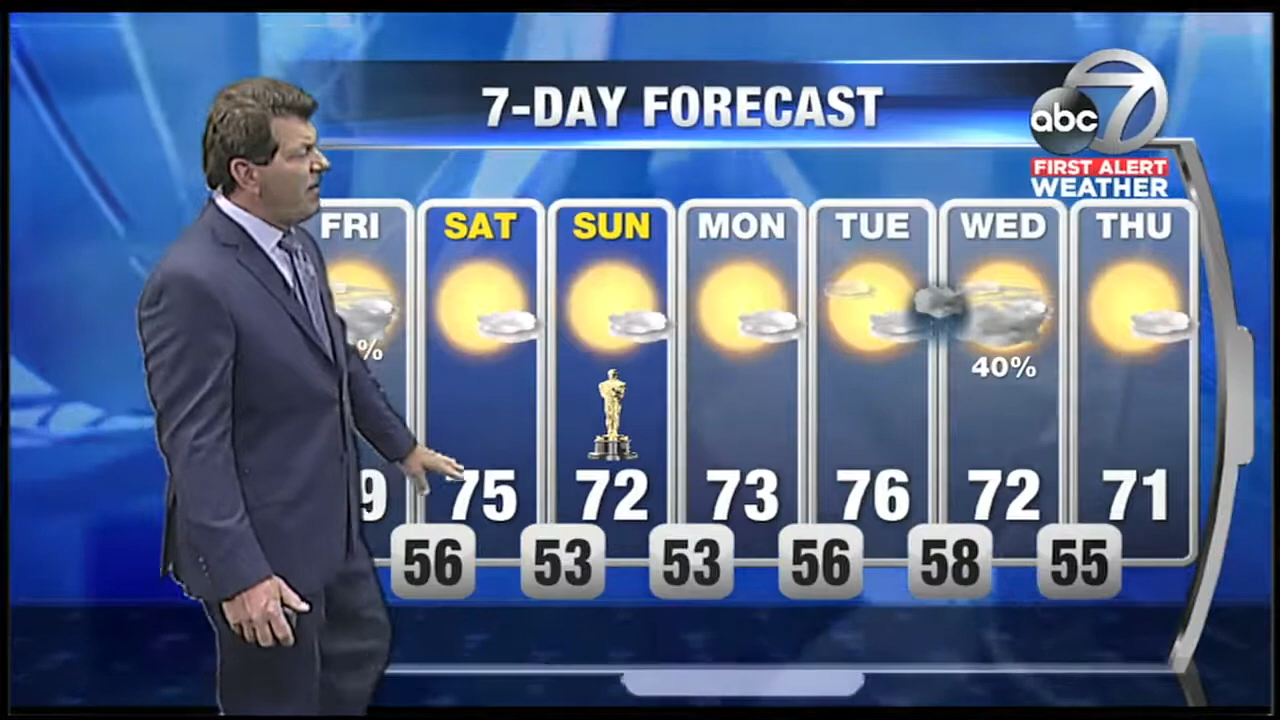 7-DAY FORECAST
abc 7
FIRST ALERT
WEATHER
FRI SAT SUN MON TUE WED THU
%
40%
9 75 72 73 76 72 71
56 53 53 56 58 55